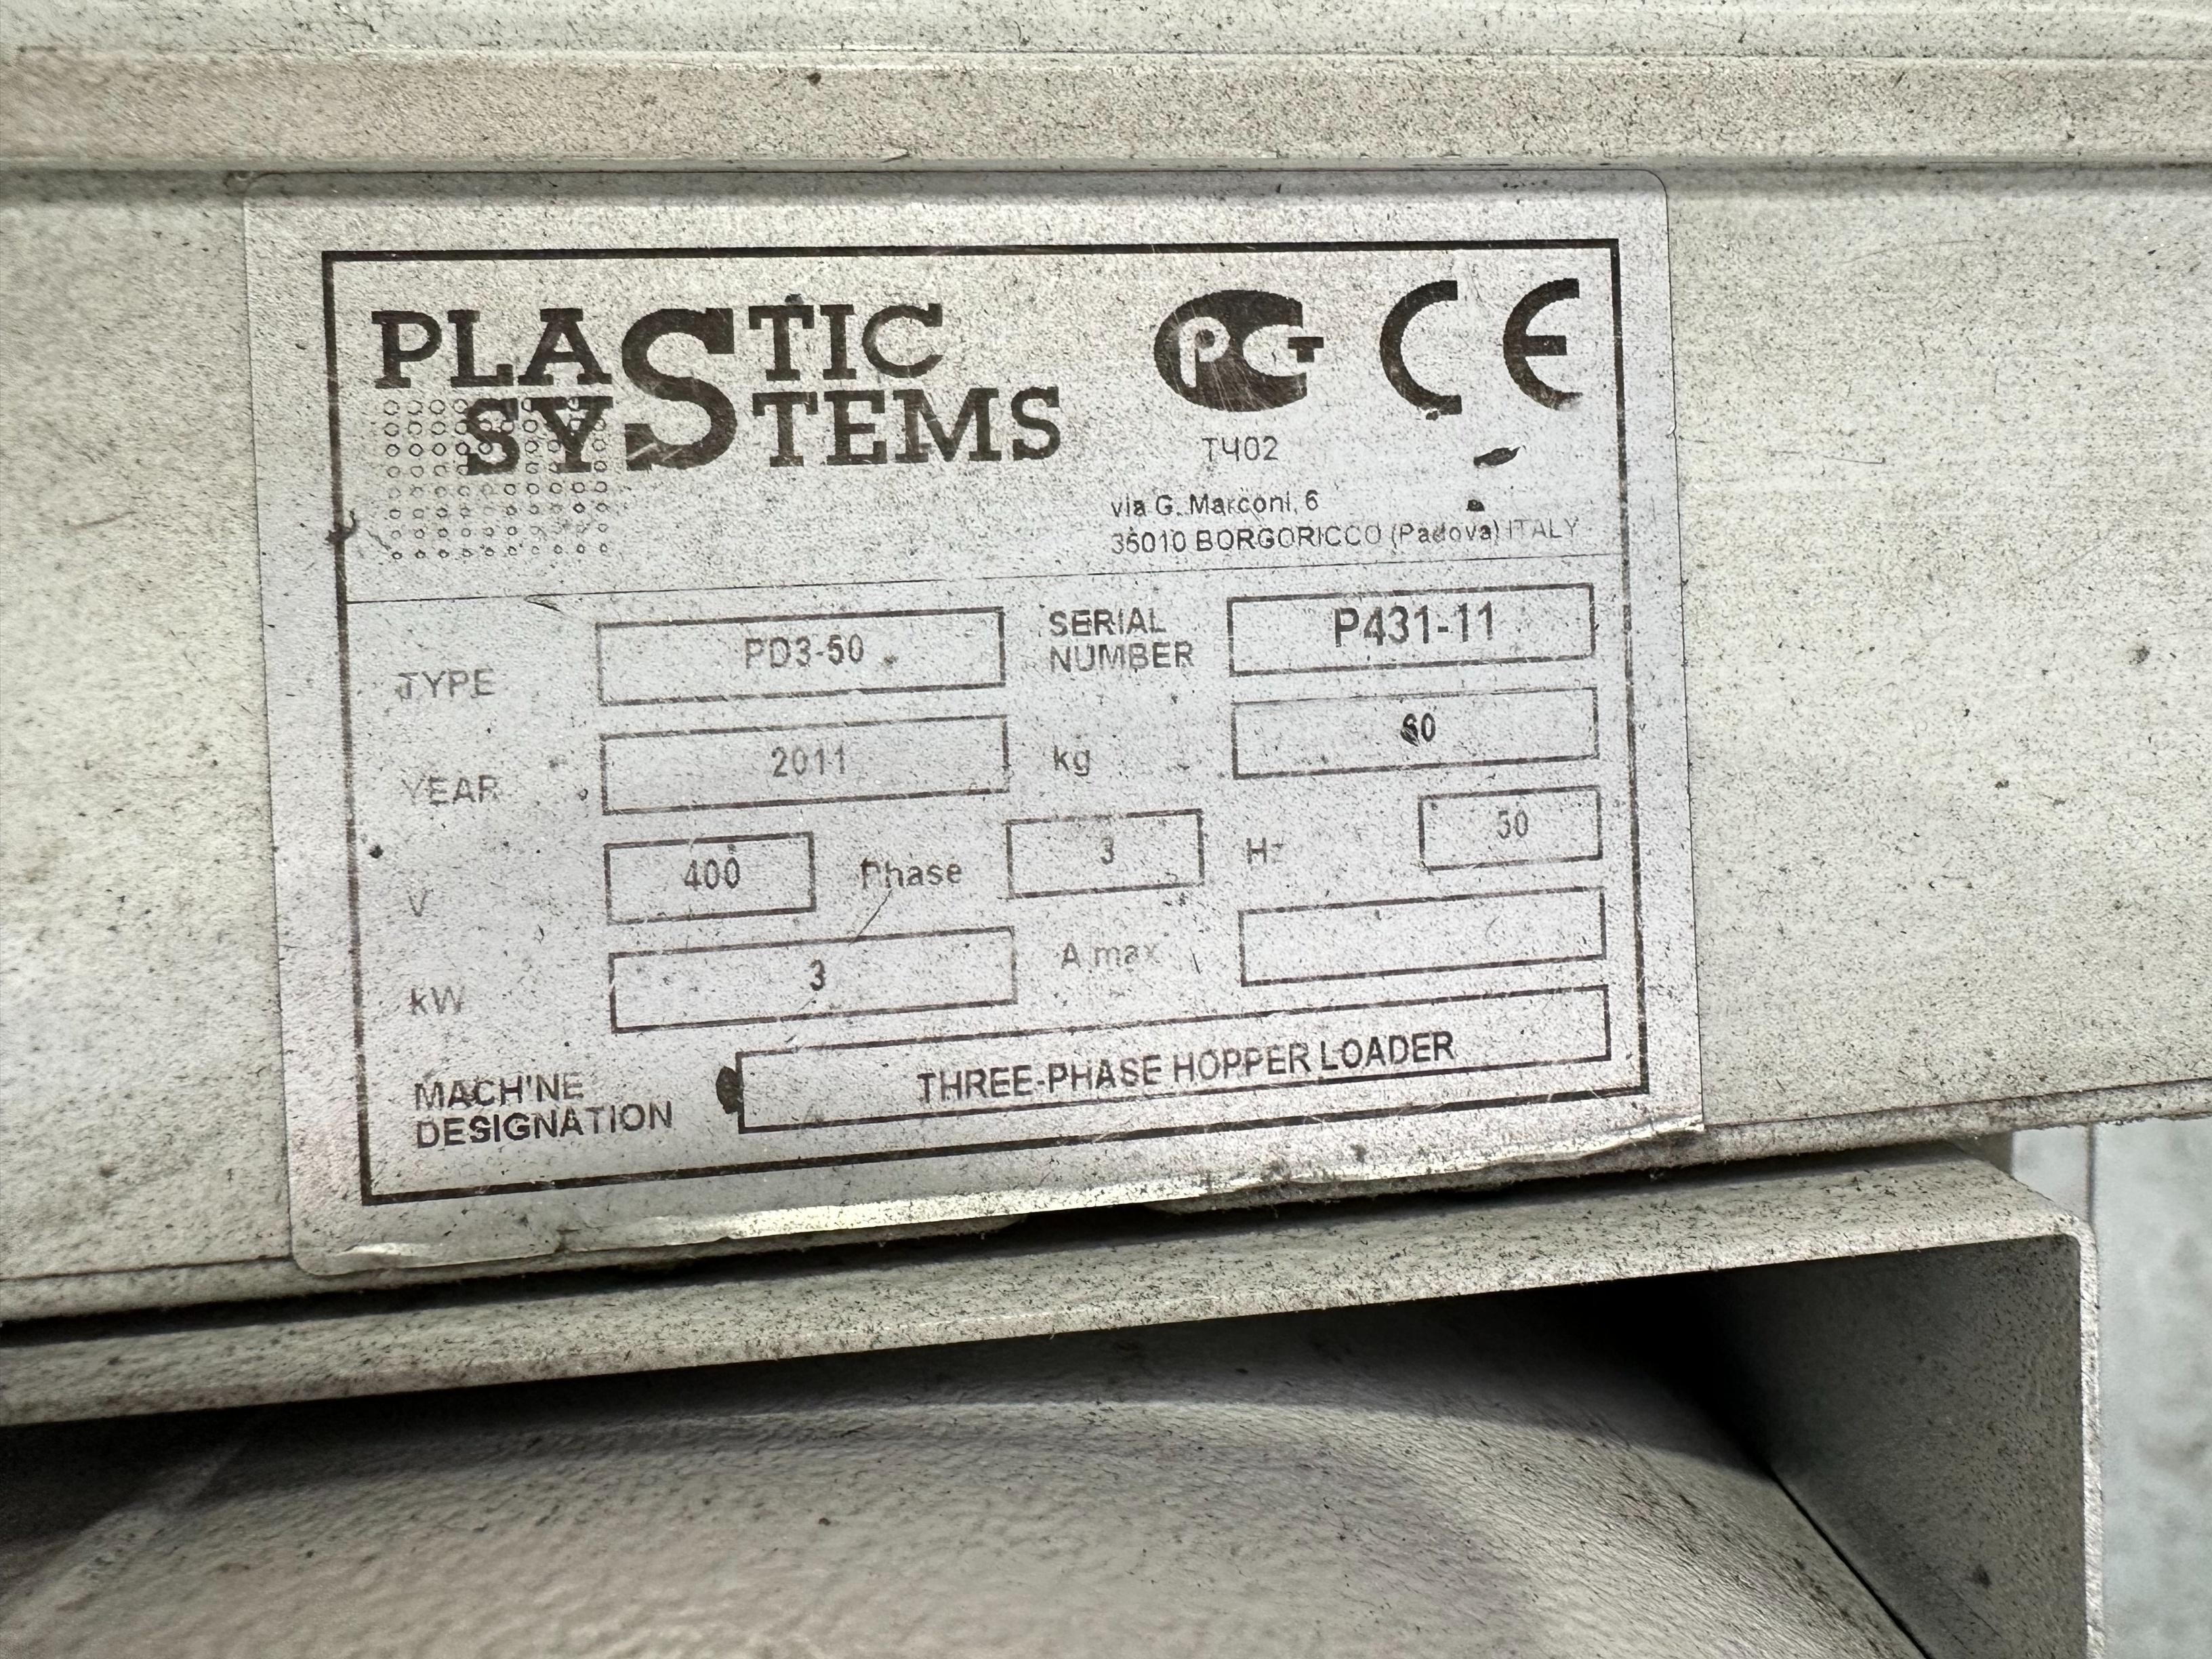 PLASTIC
SYSTEMS
PCT CE
ТЧ02
via G. Marconi, 6
35010 BORGORICCO (Padova) ITALY
TYPE PD3-50 SERIAL NUMBER P431-11
YEAR 2011 kg 60
V 400 Phase 3 Hz 50
kW 3 A max
MACHINE DESIGNATION THREE-PHASE HOPPER LOADER